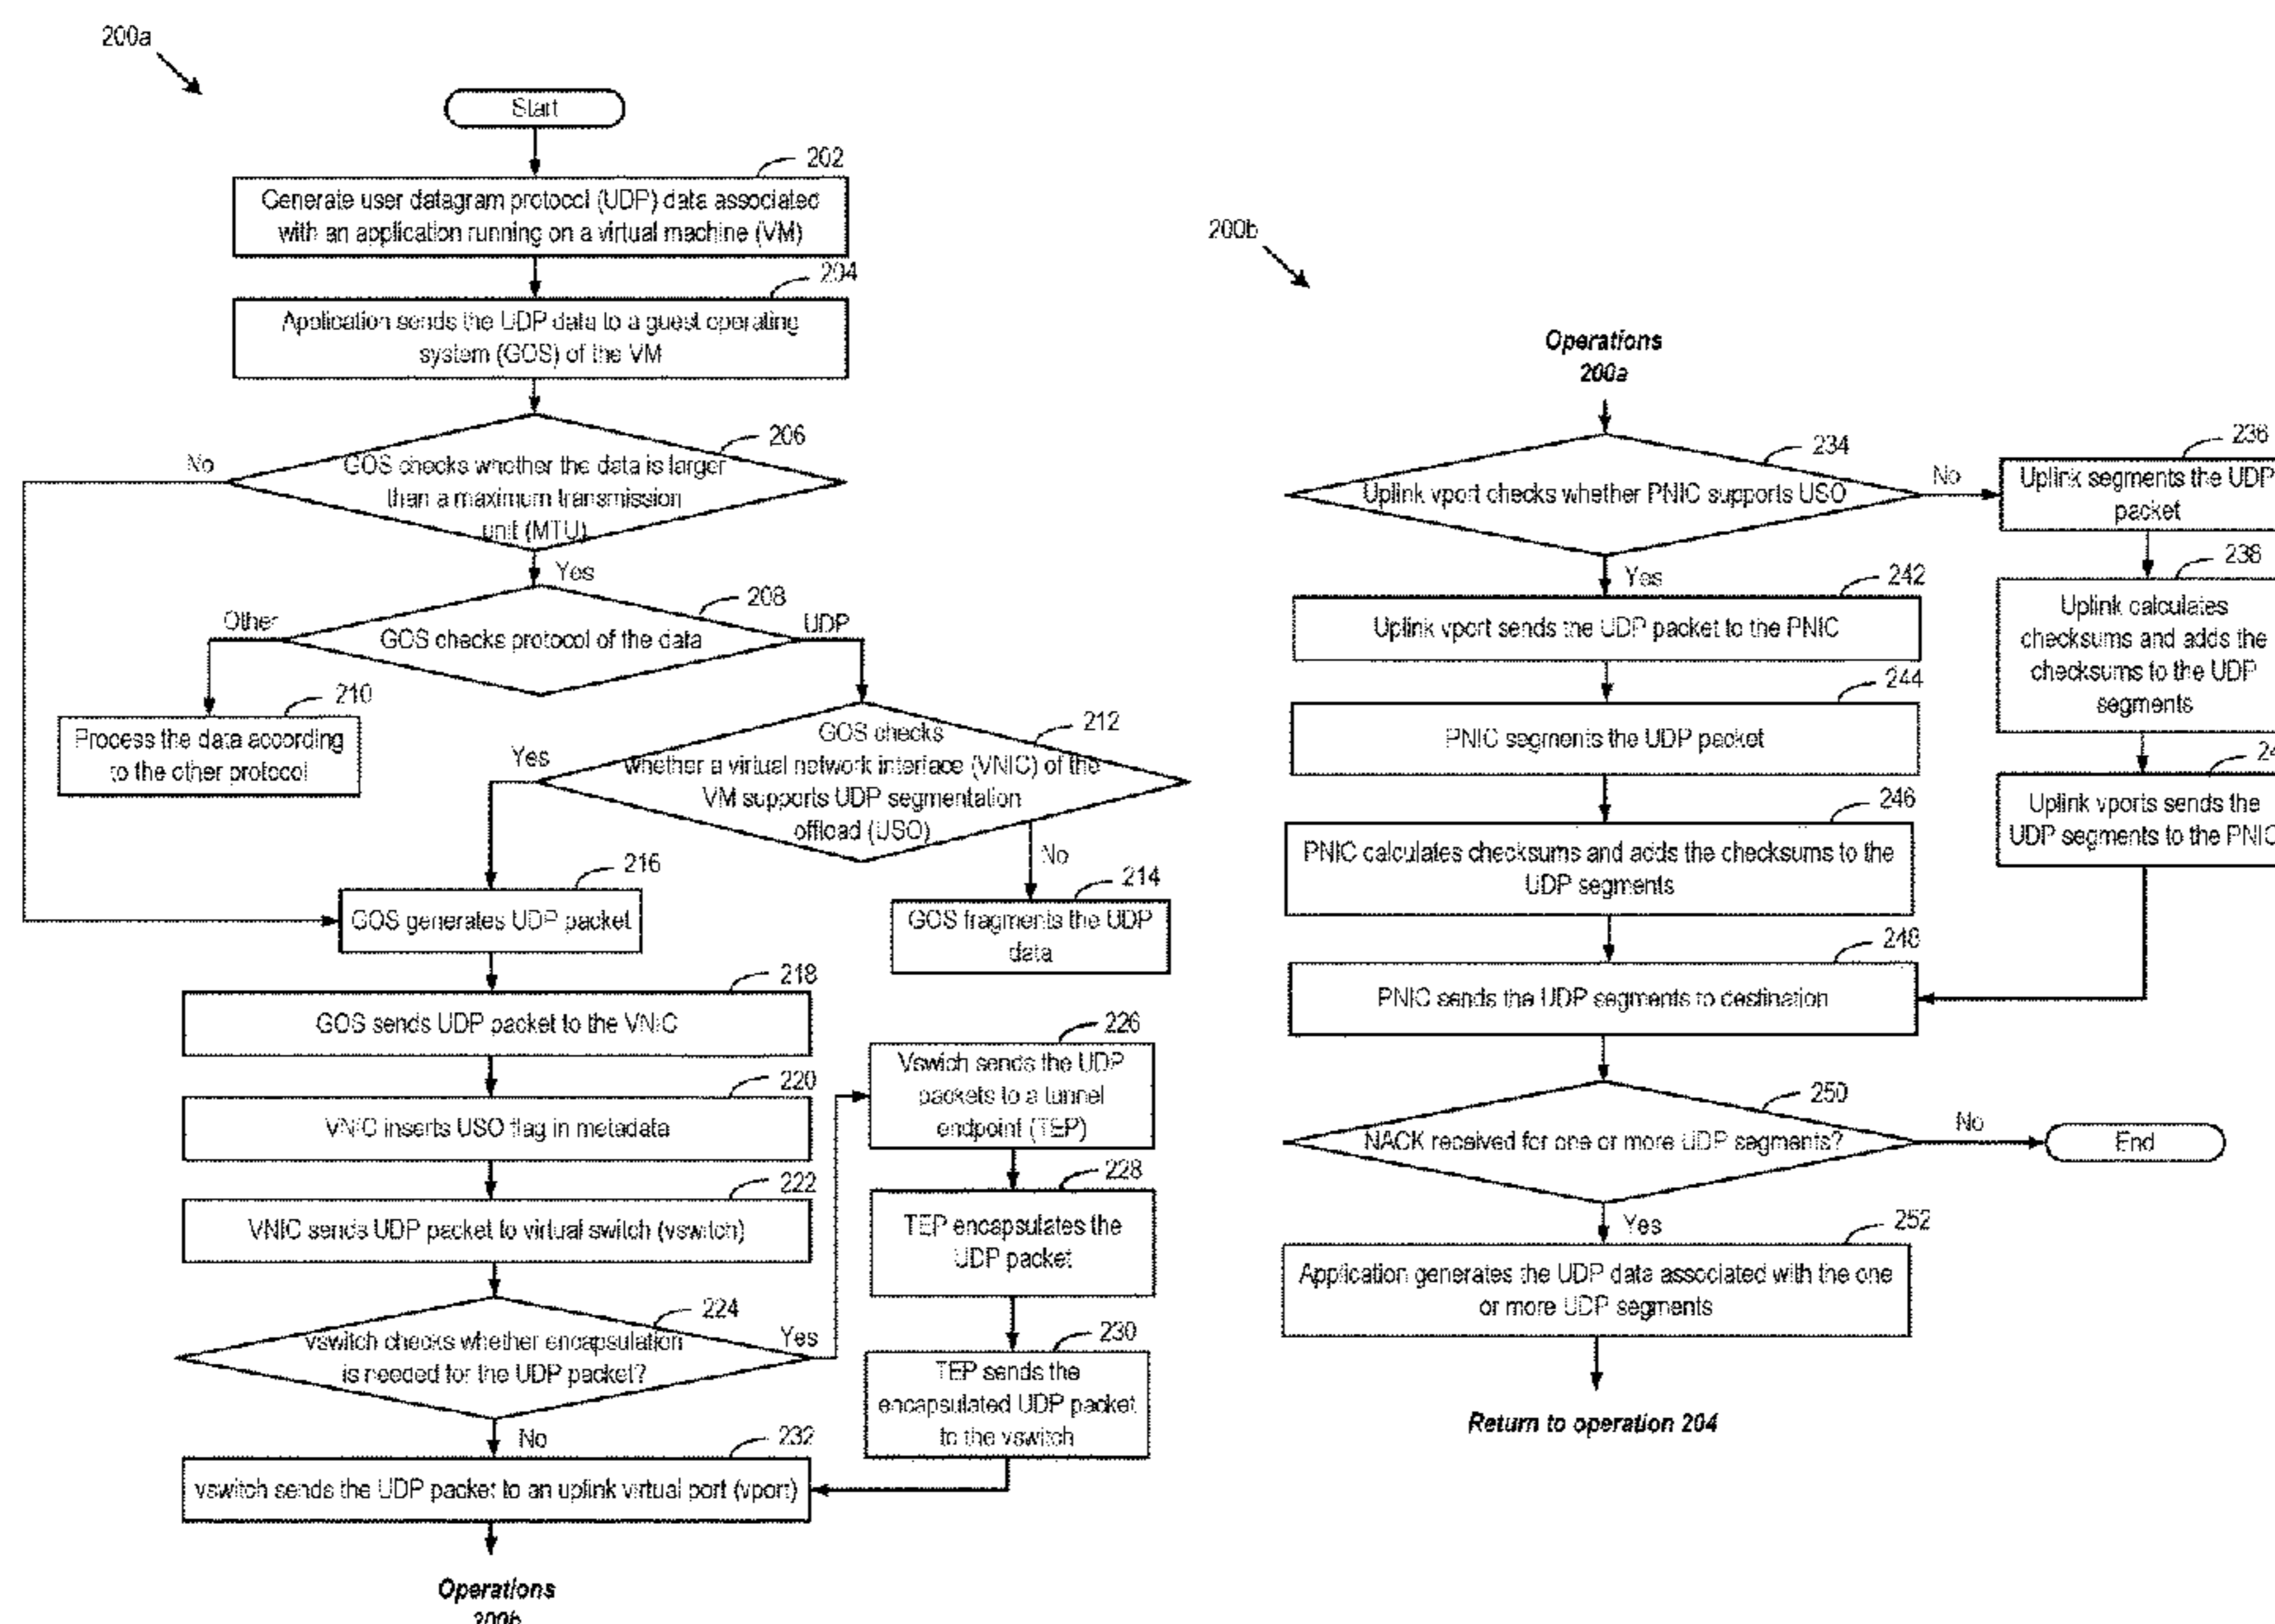 200a
Start
202
Generate user datagram protocol (UDP) data associated
with an application running on a virtual machine (VM)
204
Application sends the UDP data to a guest operating
system (GOS) of the VM
206
GOS checks whether the data is larger
than a maximum transmission
unit (MTU)
No
Yes
208
GOS checks protocol of the data
Other
UDP
210
Process the data according
to the other protocol
212
GOS checks
whether a virtual network interface (VNIC) of the
VM supports UDP segmentation
offload (USO)
Yes
No
214
GOS fragments the UDP
data
216
GOS generates UDP packet
218
GOS sends UDP packet to the VNIC
220
VNIC inserts USO flag in metadata
222
VNIC sends UDP packet to virtual switch (vswitch)
224
vswitch checks whether encapsulation
is needed for the UDP packet?
Yes
No
226
Vswich sends the UDP
packets to a tunnel
endpoint (TEP)
228
TEP encapsulates the
UDP packet
230
TEP sends the
encapsulated UDP packet
to the vswitch
232
vswitch sends the UDP packet to an uplink virtual port (vport)
Operations
200b
200b
Operations
200a
234
Uplink vport checks whether PNIC supports USO
No
Yes
236
Uplink segments the UDP
packet
238
Uplink calculates
checksums and adds the
checksums to the UDP
segments
Uplink vports sends the
UDP segments to the PNIC
242
Uplink vport sends the UDP packet to the PNIC
244
PNIC segments the UDP packet
246
PNIC calculates checksums and adds the checksums to the
UDP segments
248
PNIC sends the UDP segments to destination
250
NACK received for one or more UDP segments?
No
End
Yes
252
Application generates the UDP data associated with the one
or more UDP segments
Return to operation 204